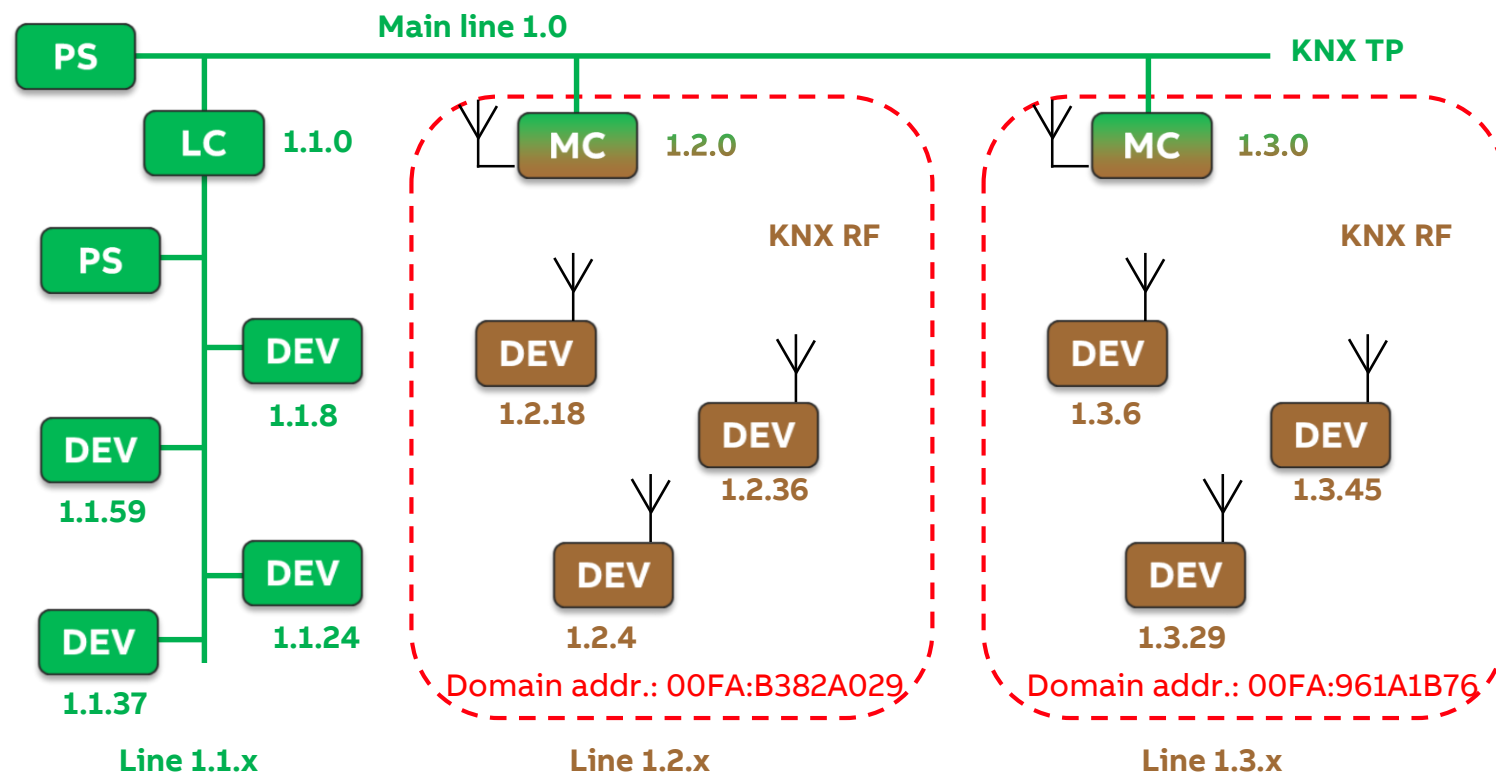 Main line 1.0
PS
KNX TP
LC
1.1.0
PS
DEV
1.1.8
DEV
1.1.59
DEV
1.1.24
DEV
1.1.37
Line 1.1.x
MC
1.2.0
KNX RF
DEV
1.2.18
DEV
1.2.36
DEV
1.2.4
Domain addr.: 00FA:B382A029
Line 1.2.x
MC
1.3.0
KNX RF
DEV
1.3.6
DEV
1.3.45
DEV
1.3.29
Domain addr.: 00FA:961A1B76
Line 1.3.x